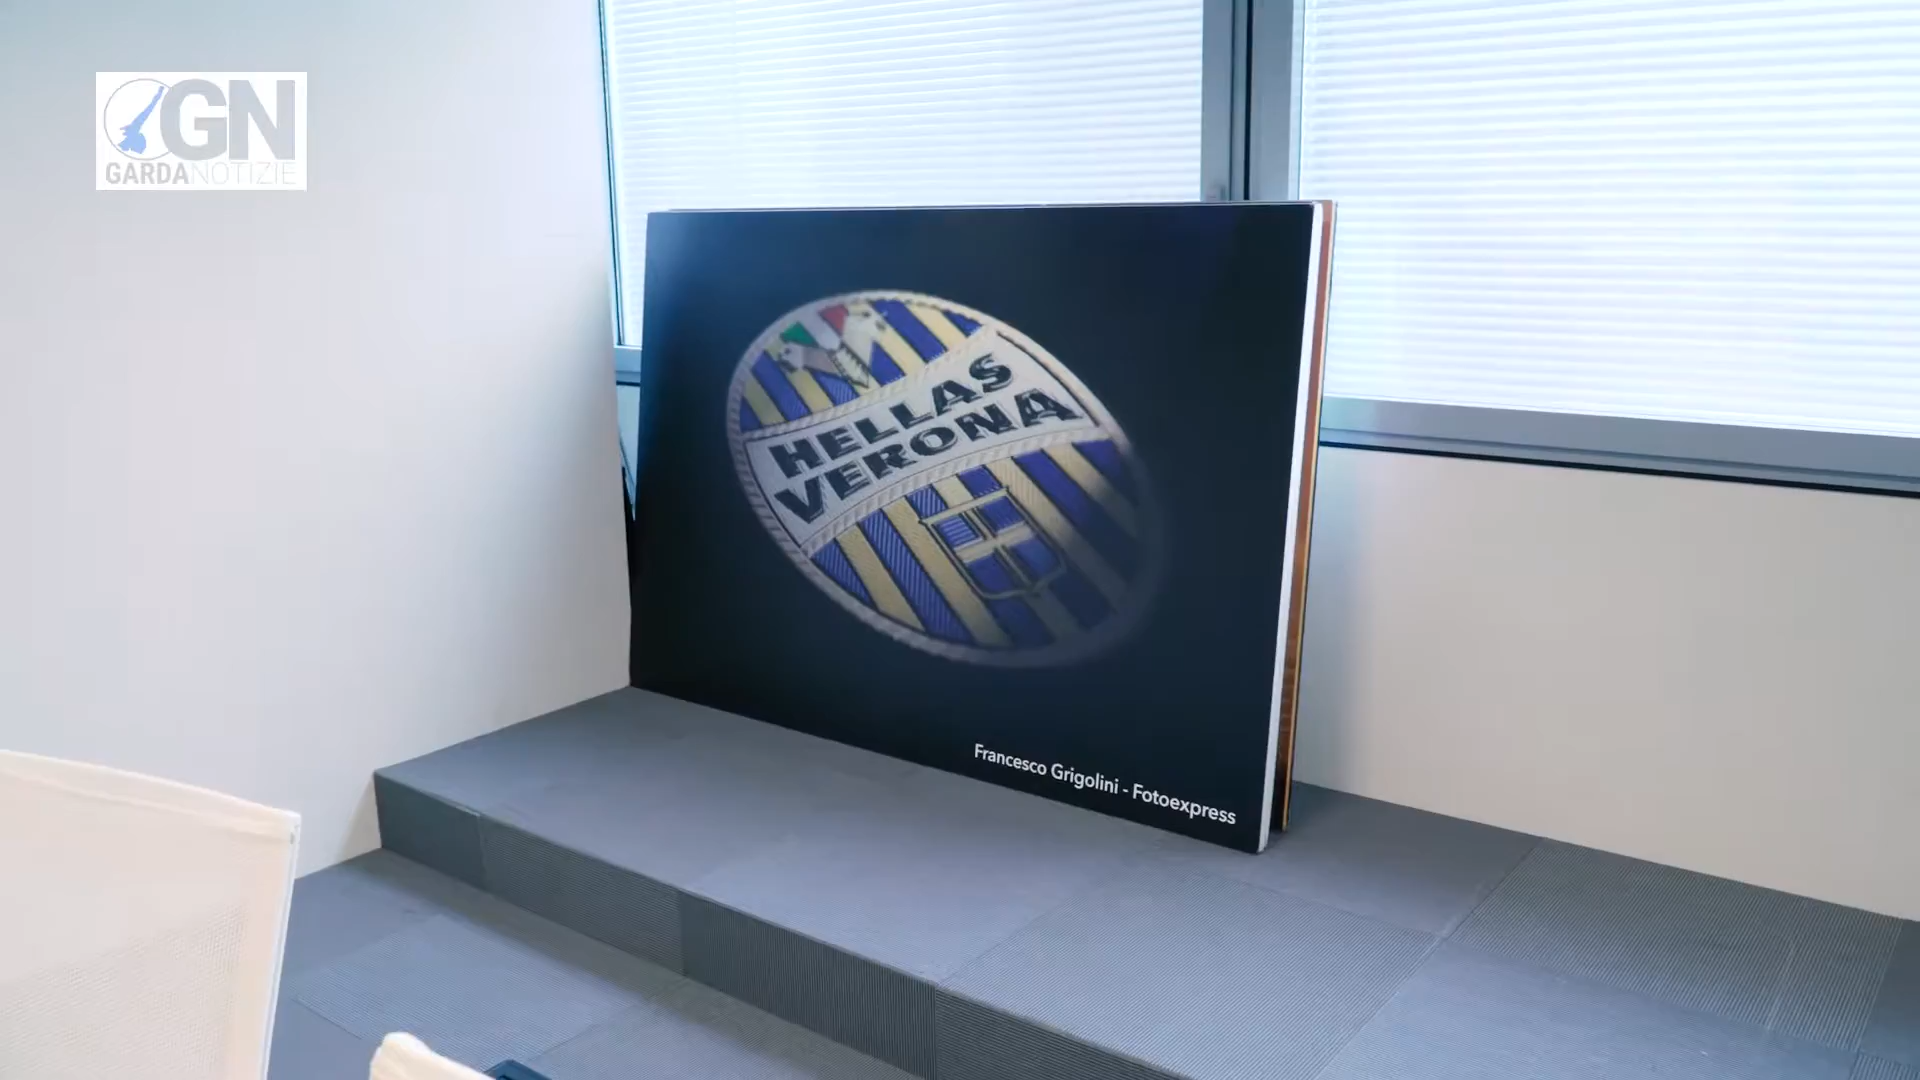 GN
GARDANOTIZIE
HELLAS
VERONA
Francesco Grigolini - Fotoexpress